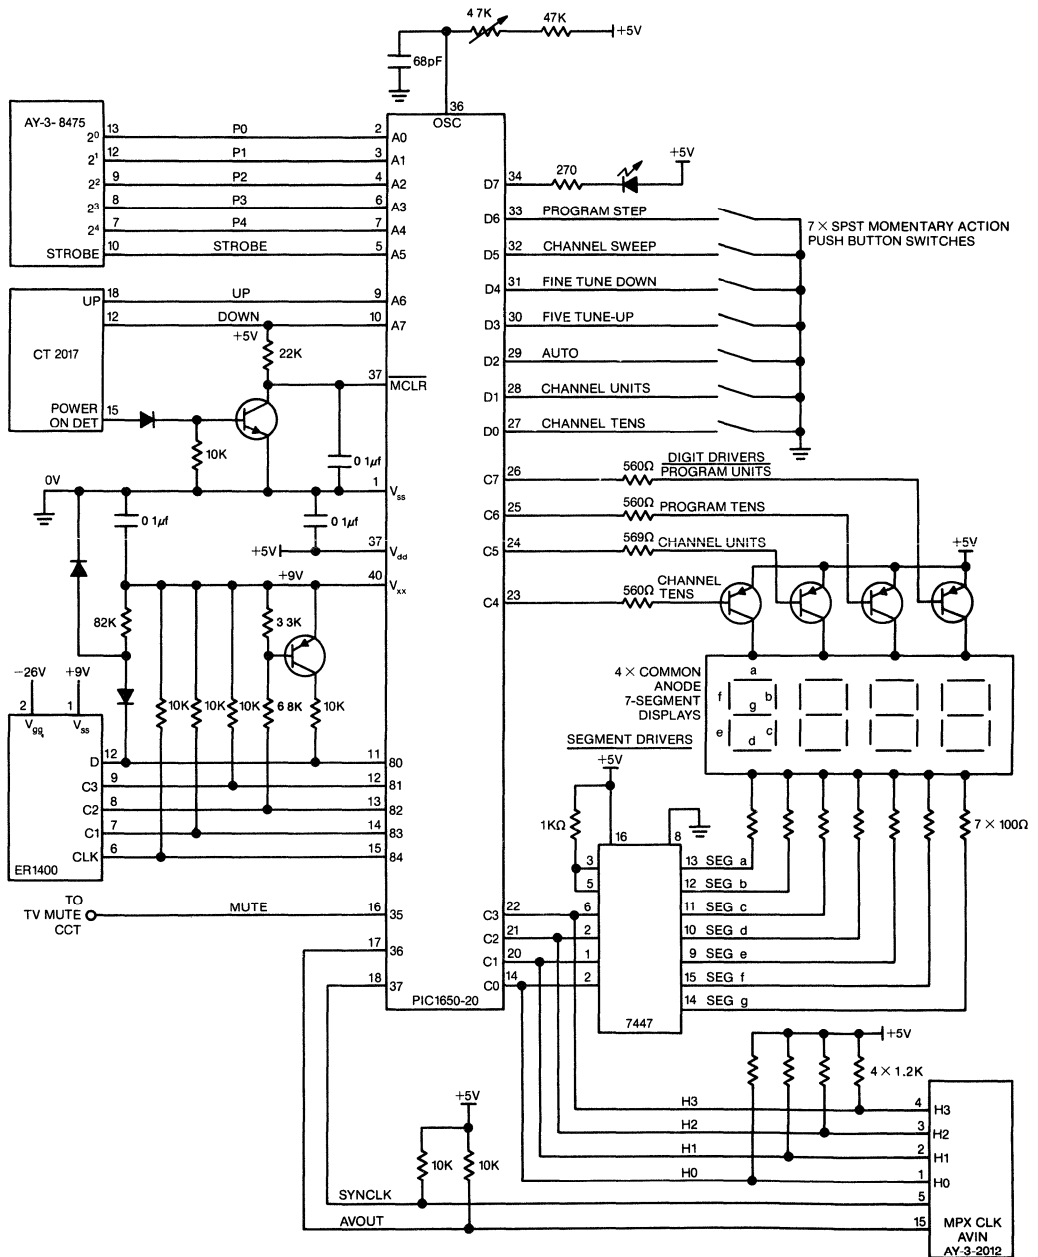 4 7K
47K
+5V
68pF
36
OSC
AY-3- 8475
2⁰ 13 P0 2 A0
2¹ 12 P1 3 A1
2² 9 P2 4 A2
2³ 8 P3 6 A3
2⁴ 7 P4 7 A4
STROBE 10 STROBE 5 A5
UP 18 UP 9 A6
12 DOWN 10 A7
CT 2017
+5V
22K
37 MCLR
POWER
ON DET
15
10K
0 1µf
0V
1 Vss
0 1µf
0 1µf
+5V
37 Vdd
+9V
40 Vxx
82K
3 3K
-26V
+9V
2
Vgg
1
Vss
10K
10K
10K
6 8K
10K
D 12 11 80
C3 9 12 81
C2 8 13 82
C1 7 14 83
CLK 6 15 84
ER1400
TO
TV MUTE
CCT
MUTE
16 35
17 36
18 37
PIC1650-20
D7 34
270
+5V
D6 33 PROGRAM STEP
D5 32 CHANNEL SWEEP
D4 31 FINE TUNE DOWN
D3 30 FIVE TUNE-UP
D2 29 AUTO
D1 28 CHANNEL UNITS
D0 27 CHANNEL TENS
7 × SPST MOMENTARY ACTION
PUSH BUTTON SWITCHES
DIGIT DRIVERS
C7 26 560Ω PROGRAM UNITS
C6 25 560Ω PROGRAM TENS
C5 24 569Ω CHANNEL UNITS
C4 23 560Ω CHANNEL
TENS
+5V
4 × COMMON
ANODE
7-SEGMENT
DISPLAYS
a
f
b
g
e
c
d
SEGMENT DRIVERS
+5V
1KΩ
16
8
3
5
C3 22 6
C2 21 2
C1 20 1
C0 14 2
13 SEG a
12 SEG b
11 SEG c
10 SEG d
9 SEG e
15 SEG f
14 SEG g
7447
7 × 100Ω
+5V
4 × 1.2K
H3 4 H3
H2 3 H2
H1 2 H1
H0 1 H0
+5V
10K
10K
SYNCLK 5
AVOUT 15
MPX CLK
AVIN
AY-3-2012